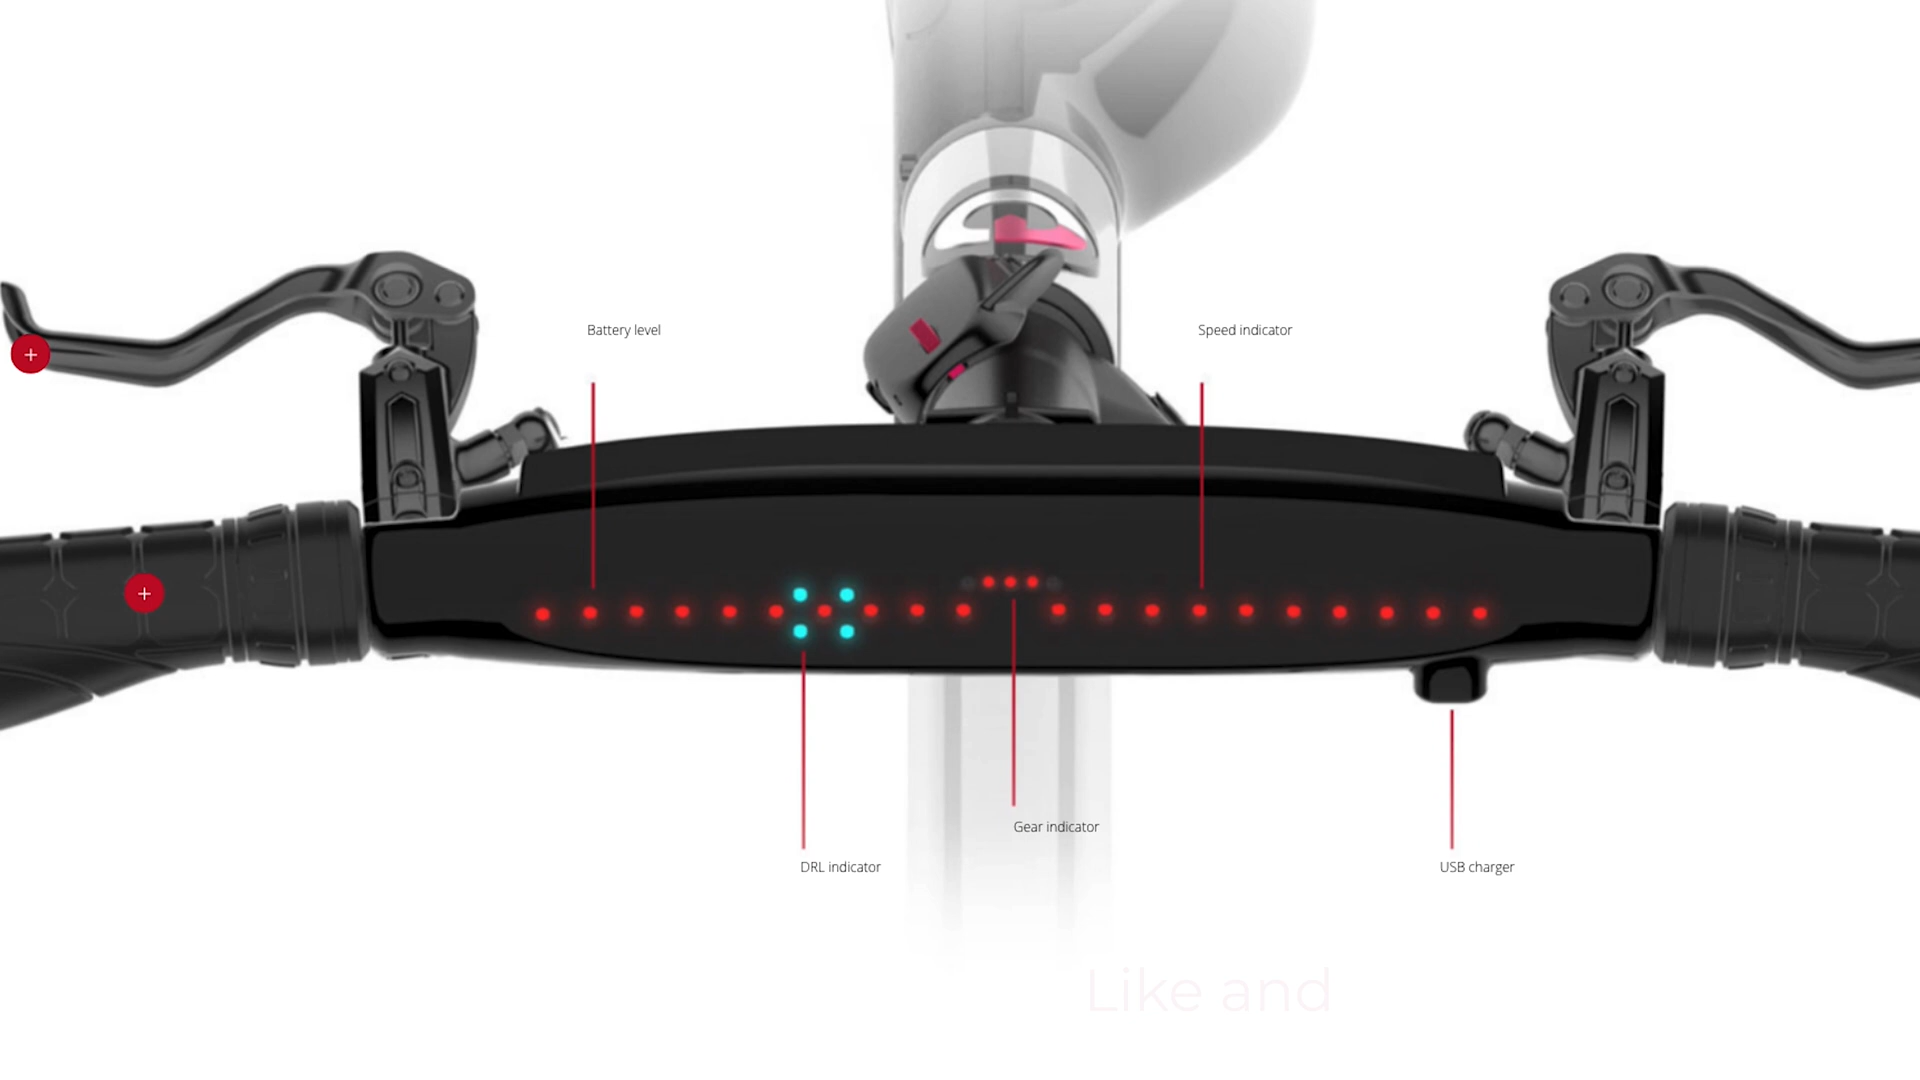 Battery level
Speed indicator
Gear indicator
DRL indicator
USB charger
Like and